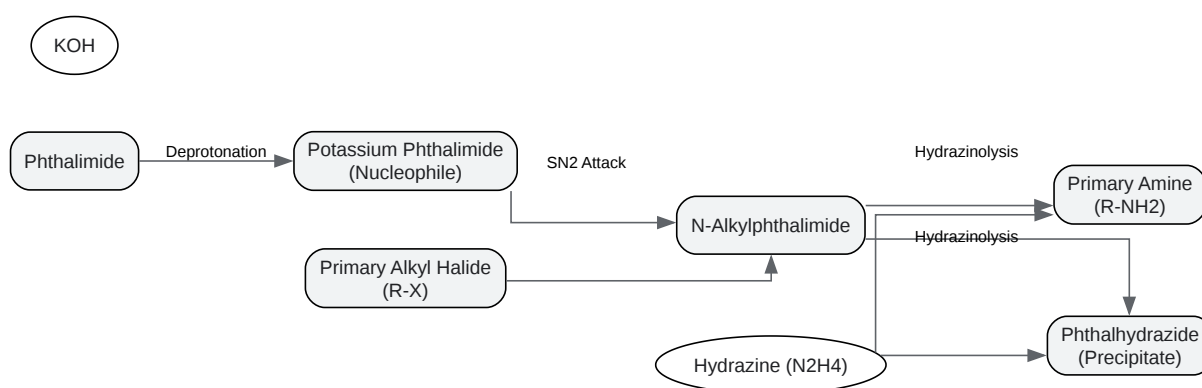 KOH
Phthalimide
Deprotonation
Potassium Phthalimide
(Nucleophile)
SN2 Attack
Primary Alkyl Halide
(R-X)
N-Alkylphthalimide
Hydrazinolysis
Primary Amine
(R-NH2)
Hydrazinolysis
Hydrazine (N2H4)
Phthalhydrazide
(Precipitate)